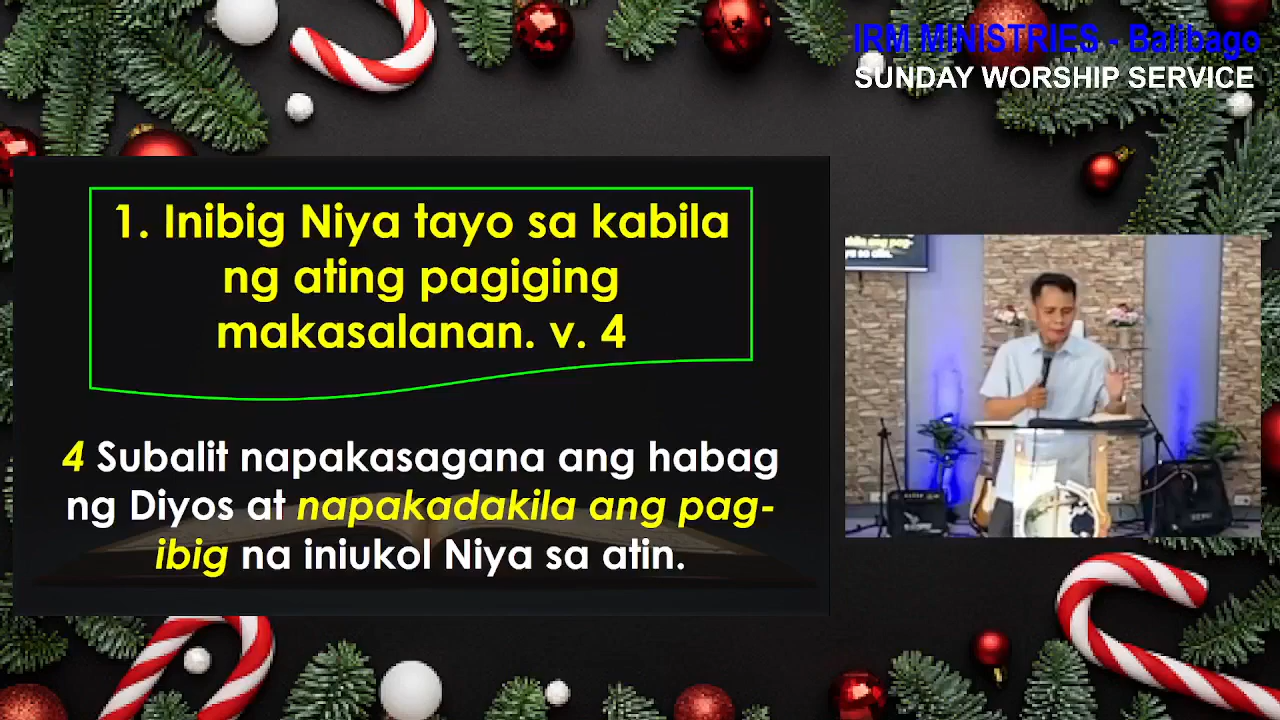 IRM MINISTRIES - Balibago
SUNDAY WORSHIP SERVICE
1. Inibig Niya tayo sa kabila
ng ating pagiging
makasalanan. v. 4
4 Subalit napakasagana ang habag
ng Diyos at napakadakila ang pag-
ibig na iniukol Niya sa atin.